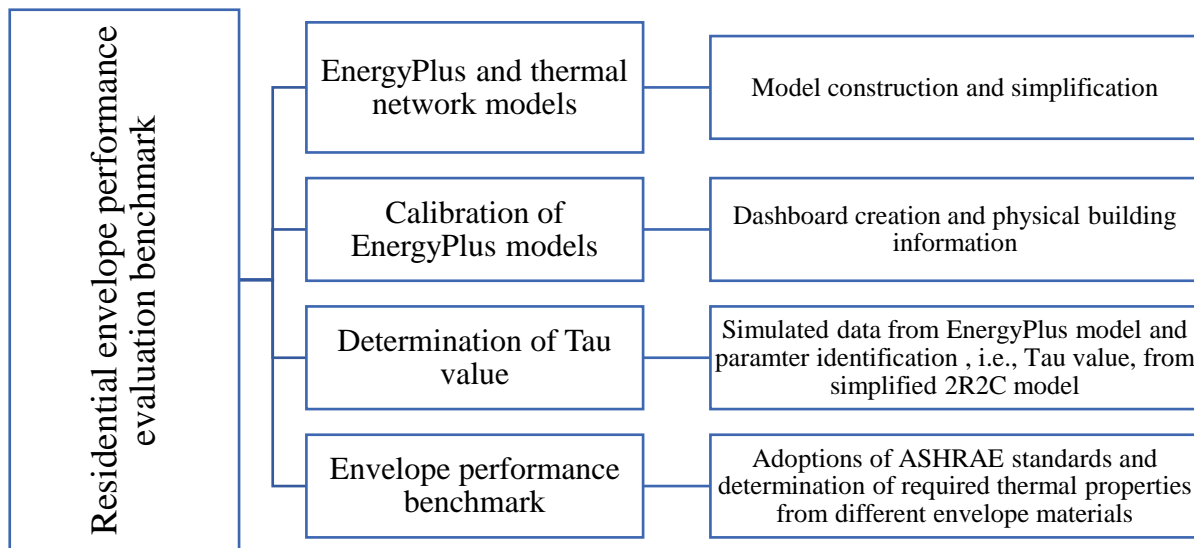 Residential envelope performance
evaluation benchmark
EnergyPlus and thermal
network models
Model construction and simplification
Calibration of
EnergyPlus models
Dashboard creation and physical building
information
Determination of Tau
value
Simulated data from EnergyPlus model and
paramter identification , i.e., Tau value, from
simplified 2R2C model
Envelope performance
benchmark
Adoptions of ASHRAE standards and
determination of required thermal properties
from different envelope materials